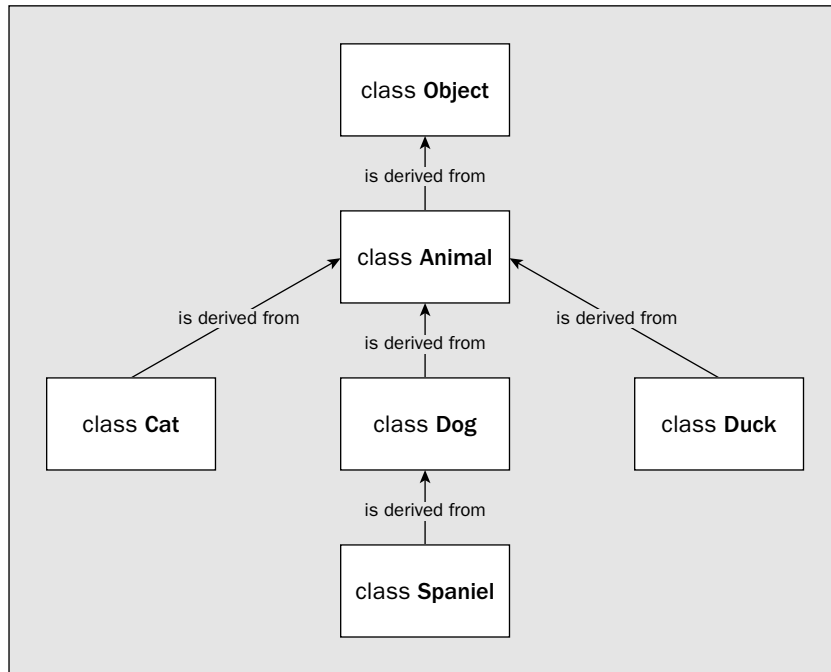 class Object
is derived from
class Animal
is derived from
is derived from
is derived from
class Cat
class Dog
class Duck
is derived from
class Spaniel